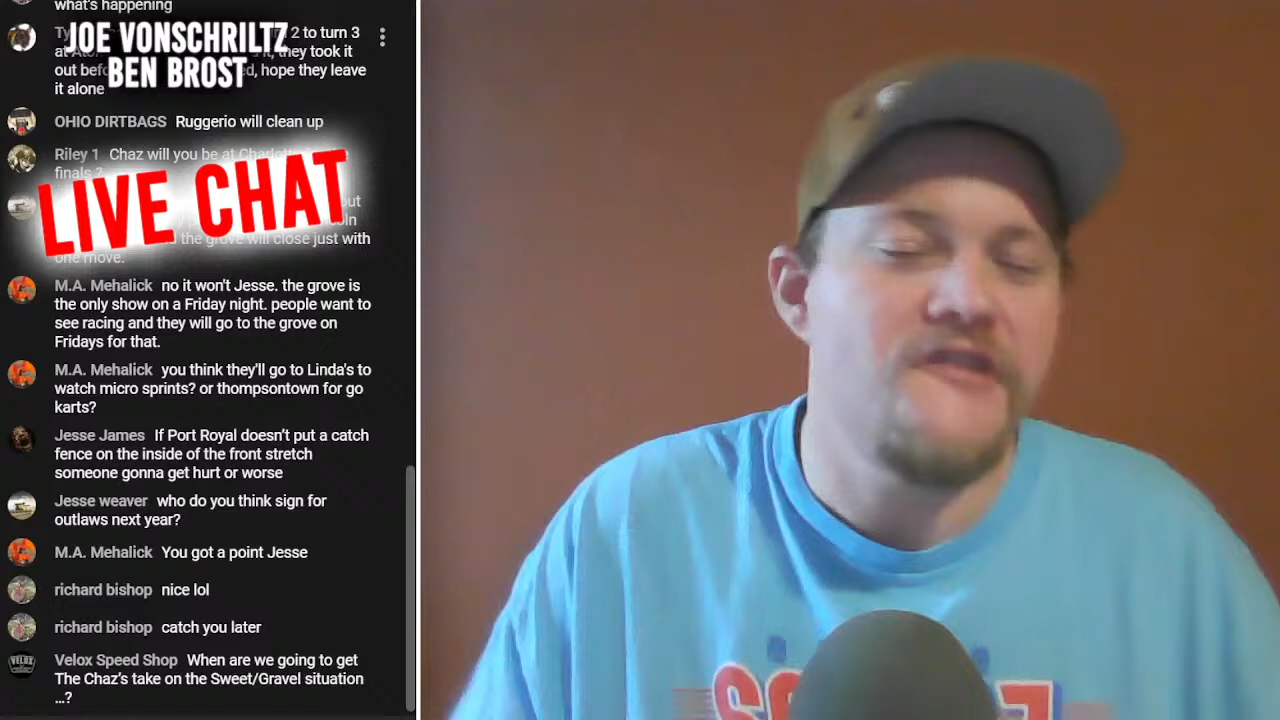 what's happening
JOE VONSCHRILTZ
BEN BROST
2 to turn 3
at
it, they took it
out
hope they leave
it alone
OHIO DIRTBAGS Ruggerio will clean up
Riley 1 Chaz will you be at
finals ?
LIVE CHAT
the grove will close just with
one move.
M.A. Mehalick no it won't Jesse. the grove is
the only show on a Friday night. people want to
see racing and they will go to the grove on
Fridays for that.
M.A. Mehalick you think they'll go to Linda's to
watch micro sprints? or thompsontown for go
karts?
Jesse James If Port Royal doesn't put a catch
fence on the inside of the front stretch
someone gonna get hurt or worse
Jesse weaver who do you think sign for
outlaws next year?
M.A. Mehalick You got a point Jesse
richard bishop nice lol
richard bishop catch you later
Velox Speed Shop When are we going to get
The Chaz's take on the Sweet/Gravel situation
...?